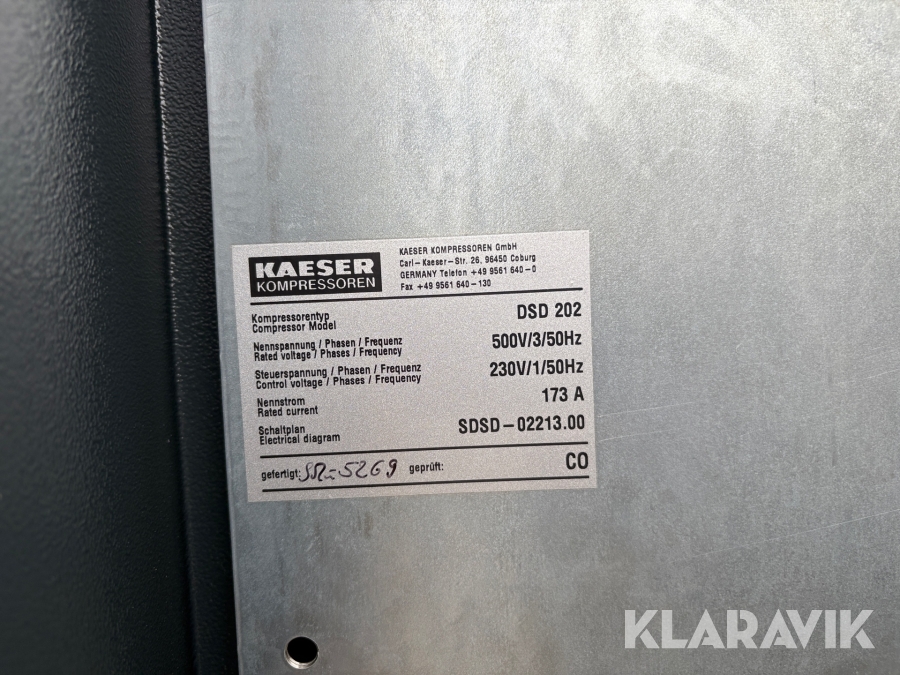 KAESER
KOMPRESSOREN
KAESER KOMPRESSOREN GmbH
Carl-Kaeser-Str. 26, 96450 Coburg
GERMANY Telefon +49 9561 640-0
Fax +49 9561 640-130
Kompressorentyp
Compressor Model
DSD 202
Nennspannung / Phasen / Frequenz
Rated voltage / Phases / Frequency
500V/3/50Hz
Steuerspannung / Phasen / Frequenz
Control voltage / Phases / Frequency
230V/1/50Hz
Nennstrom
Rated current
173 A
Schaltplan
Electrical diagram
SDSD-02213.00
gefertigt: 5269 geprüft: CO
KLARAVIK